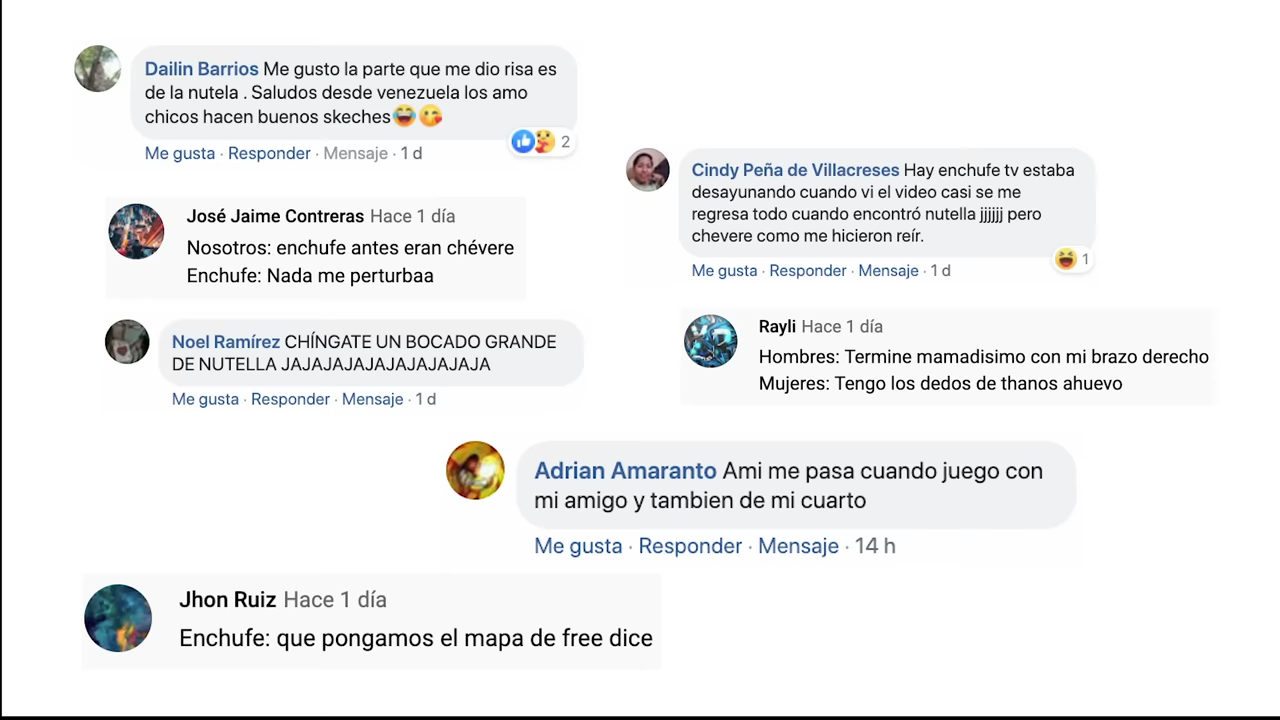 Dailin Barrios Me gusto la parte que me dio risa es
de la nutela . Saludos desde venezuela los amo
chicos hacen buenos skeches😂😘
2
Me gusta · Responder · Mensaje · 1 d
Cindy Peña de Villacreses Hay enchufe tv estaba
desayunando cuando vi el video casi se me
regresa todo cuando encontró nutella jjjjjj pero
chevere como me hicieron reír.
1
Me gusta · Responder · Mensaje · 1 d
José Jaime Contreras Hace 1 día
Nosotros: enchufe antes eran chévere
Enchufe: Nada me perturbaa
Noel Ramírez CHÍNGATE UN BOCADO GRANDE
DE NUTELLA JAJAJAJAJAJAJAJAJAJA
Me gusta · Responder · Mensaje · 1 d
Rayli Hace 1 día
Hombres: Termine mamadisimo con mi brazo derecho
Mujeres: Tengo los dedos de thanos ahuevo
Adrian Amaranto Ami me pasa cuando juego con
mi amigo y tambien de mi cuarto
Me gusta · Responder · Mensaje · 14 h
Jhon Ruiz Hace 1 día
Enchufe: que pongamos el mapa de free dice